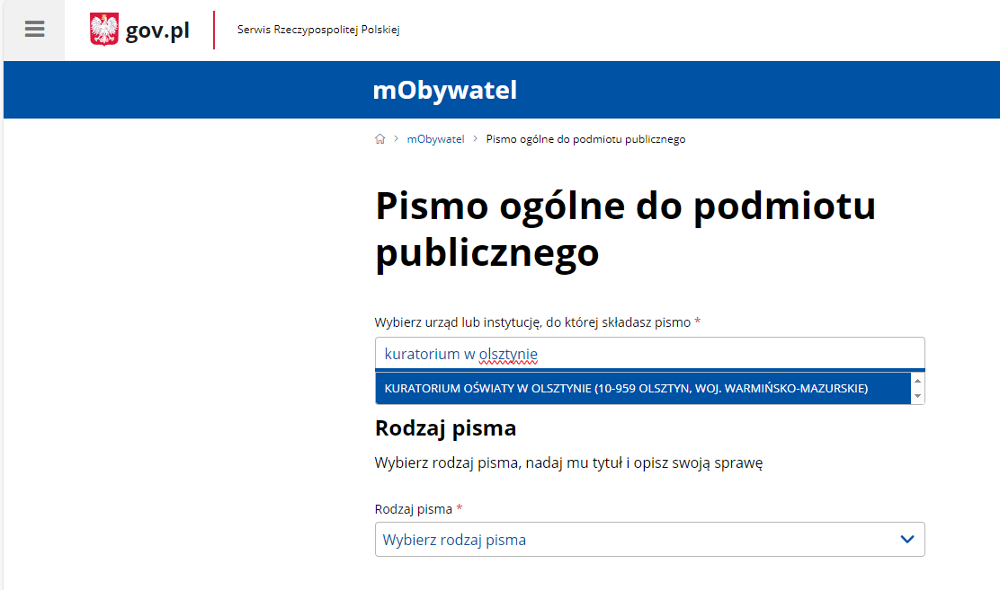 gov.pl
Serwis Rzeczypospolitej Polskiej
mObywatel
mObywatel > Pismo ogólne do podmiotu publicznego
Pismo ogólne do podmiotu
publicznego
Wybierz urząd lub instytucję, do której składasz pismo *
kuratorium w olsztynie
KURATORIUM OŚWIATY W OLSZTYNIE (10-959 OLSZTYN, WOJ. WARMIŃSKO-MAZURSKIE)
Rodzaj pisma
Wybierz rodzaj pisma, nadaj mu tytuł i opisz swoją sprawę
Rodzaj pisma *
Wybierz rodzaj pisma